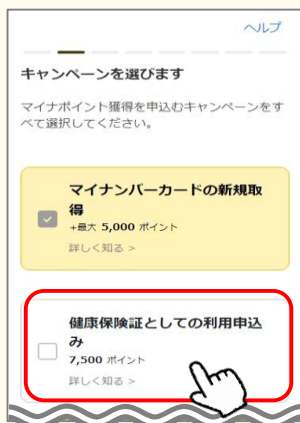 ヘルプ
キャンペーンを選びます
マイナポイント獲得を申込むキャンペーンをす
べて選択してください。
マイナンバーカードの新規取
得
+最大 5,000 ポイント
詳しく知る >
健康保険証としての利用申込
み
7,500 ポイント
詳しく知る >